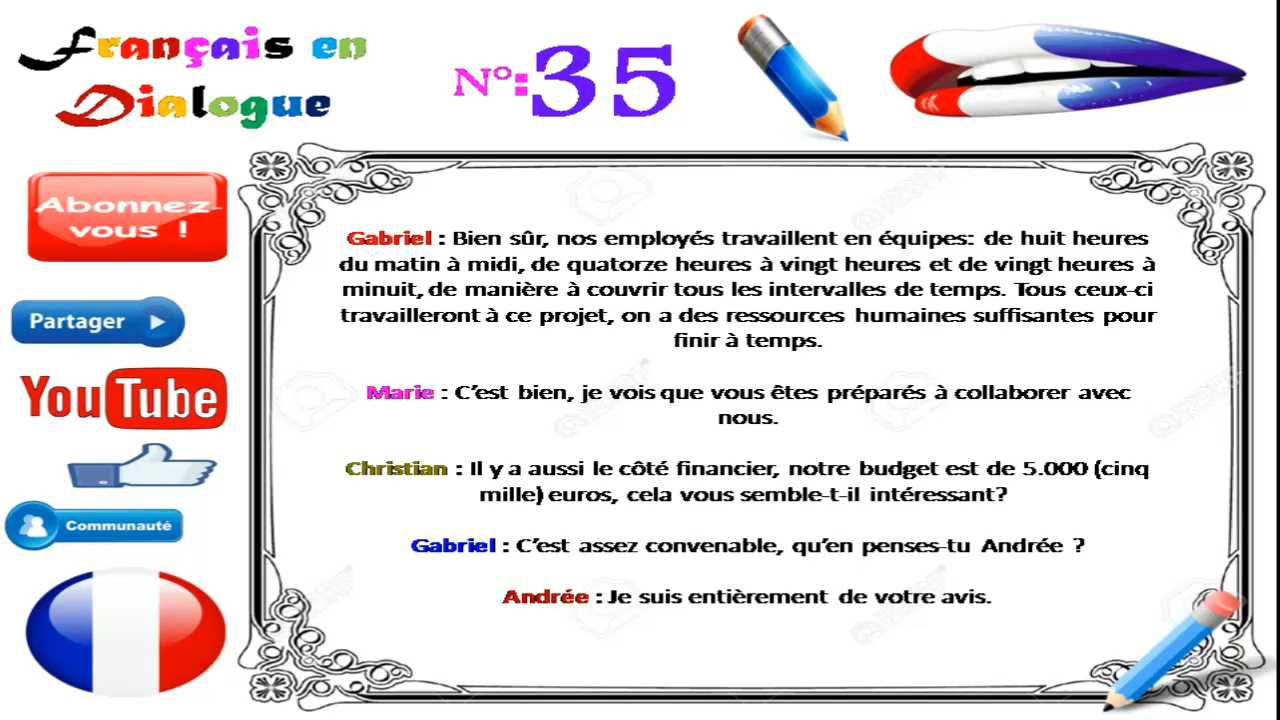 Français en
Dialogue
N°:35
Abonnez-
vous !
Partager
YouTube
Communauté
Gabriel : Bien sûr, nos employés travaillent en équipes: de huit heures
du matin à midi, de quatorze heures à vingt heures et de vingt heures à
minuit, de manière à couvrir tous les intervalles de temps. Tous ceux-ci
travailleront à ce projet, on a des ressources humaines suffisantes pour
finir à temps.
Marie : C’est bien, je vois que vous êtes préparés à collaborer avec
nous.
Christian : Il y a aussi le côté financier, notre budget est de 5.000 (cinq
mille) euros, cela vous semble-t-il intéressant?
Gabriel : C’est assez convenable, qu’en penses-tu Andrée ?
Andrée : Je suis entièrement de votre avis.